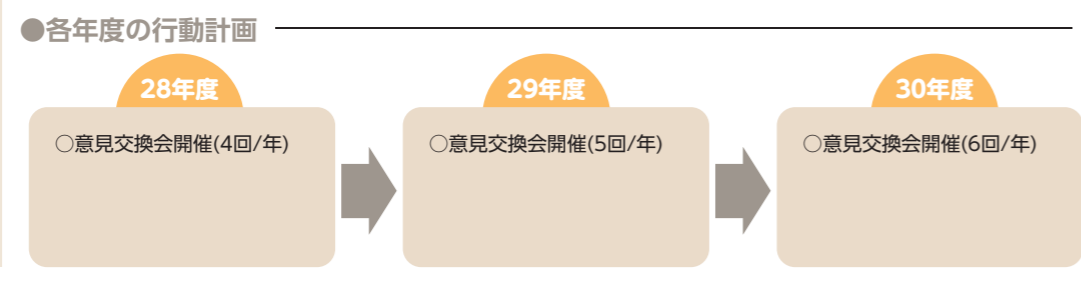 ●各年度の行動計画
28年度
○意見交換会開催(4回/年)
29年度
○意見交換会開催(5回/年)
30年度
○意見交換会開催(6回/年)